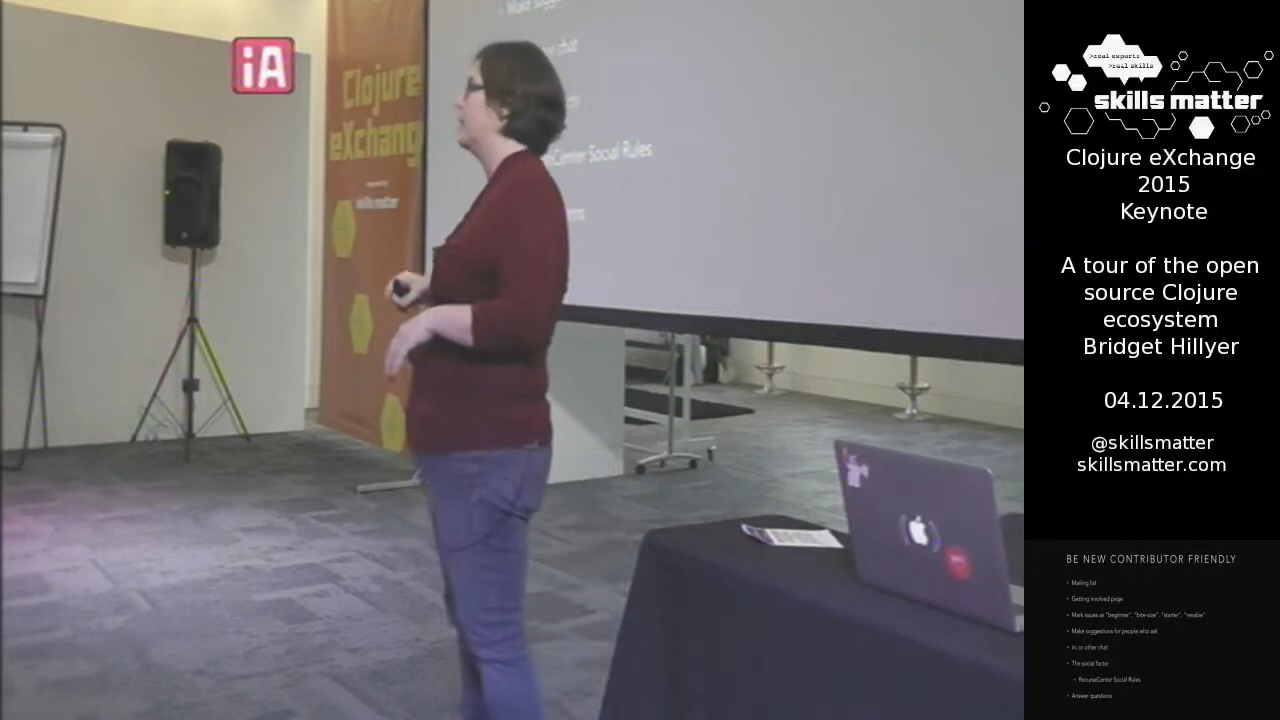 iA
Clojure
eXchang
skills matter
chat
Center Social Rules
>real experts
>real skills
skills matter
Clojure eXchange
2015
Keynote
A tour of the open
source Clojure
ecosystem
Bridget Hillyer
04.12.2015
@skillsmatter
skillsmatter.com
BE NEW CONTRIBUTOR FRIENDLY
• Mailing list
• Getting involved page
• Mark issues as "beginner", "bite-size", "starter", "newbie"
• Make suggestions for people who ask
• irc or other chat
• The social factor
• RecurseCenter Social Rules
• Answer questions